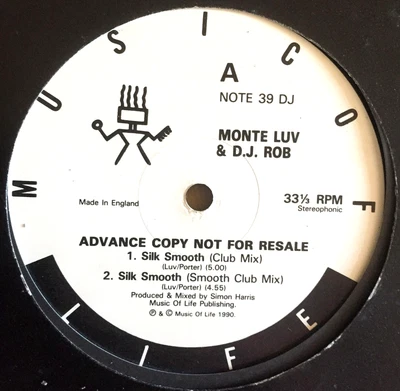 MUSIC OF LIFE
A
NOTE 39 DJ
MONTE LUV
& D.J. ROB
Made In England
33⅓ RPM
Stereophonic
ADVANCE COPY NOT FOR RESALE
1. Silk Smooth (Club Mix)
(Luv/Porter) (5.00)
2. Silk Smooth (Smooth Club Mix)
(Luv/Porter) (4.55)
Produced & Mixed by Simon Harris
Music Of Life Publishing.
℗ & © Music Of Life 1990.